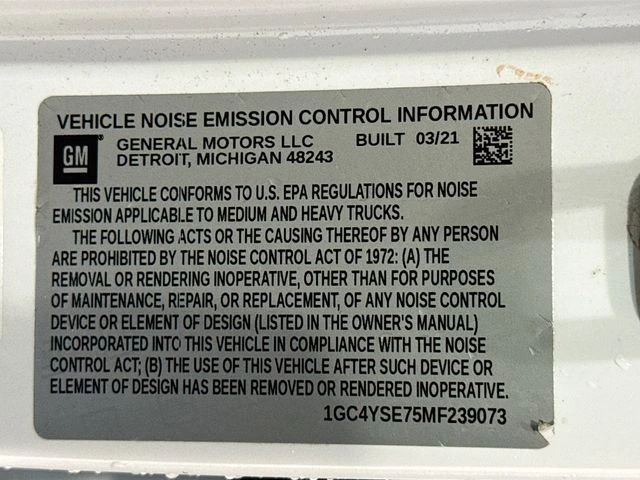 VEHICLE NOISE EMISSION CONTROL INFORMATION
GM
GENERAL MOTORS LLC BUILT 03/21
DETROIT, MICHIGAN 48243
THIS VEHICLE CONFORMS TO U.S. EPA REGULATIONS FOR NOISE
EMISSION APPLICABLE TO MEDIUM AND HEAVY TRUCKS.
THE FOLLOWING ACTS OR THE CAUSING THEREOF BY ANY PERSON
ARE PROHIBITED BY THE NOISE CONTROL ACT OF 1972: (A) THE
REMOVAL OR RENDERING INOPERATIVE, OTHER THAN FOR PURPOSES
OF MAINTENANCE, REPAIR, OR REPLACEMENT, OF ANY NOISE CONTROL
DEVICE OR ELEMENT OF DESIGN (LISTED IN THE OWNER'S MANUAL)
INCORPORATED INTO THIS VEHICLE IN COMPLIANCE WITH THE NOISE
CONTROL ACT; (B) THE USE OF THIS VEHICLE AFTER SUCH DEVICE OR
ELEMENT OF DESIGN HAS BEEN REMOVED OR RENDERED INOPERATIVE.
1GC4YSE75MF239073